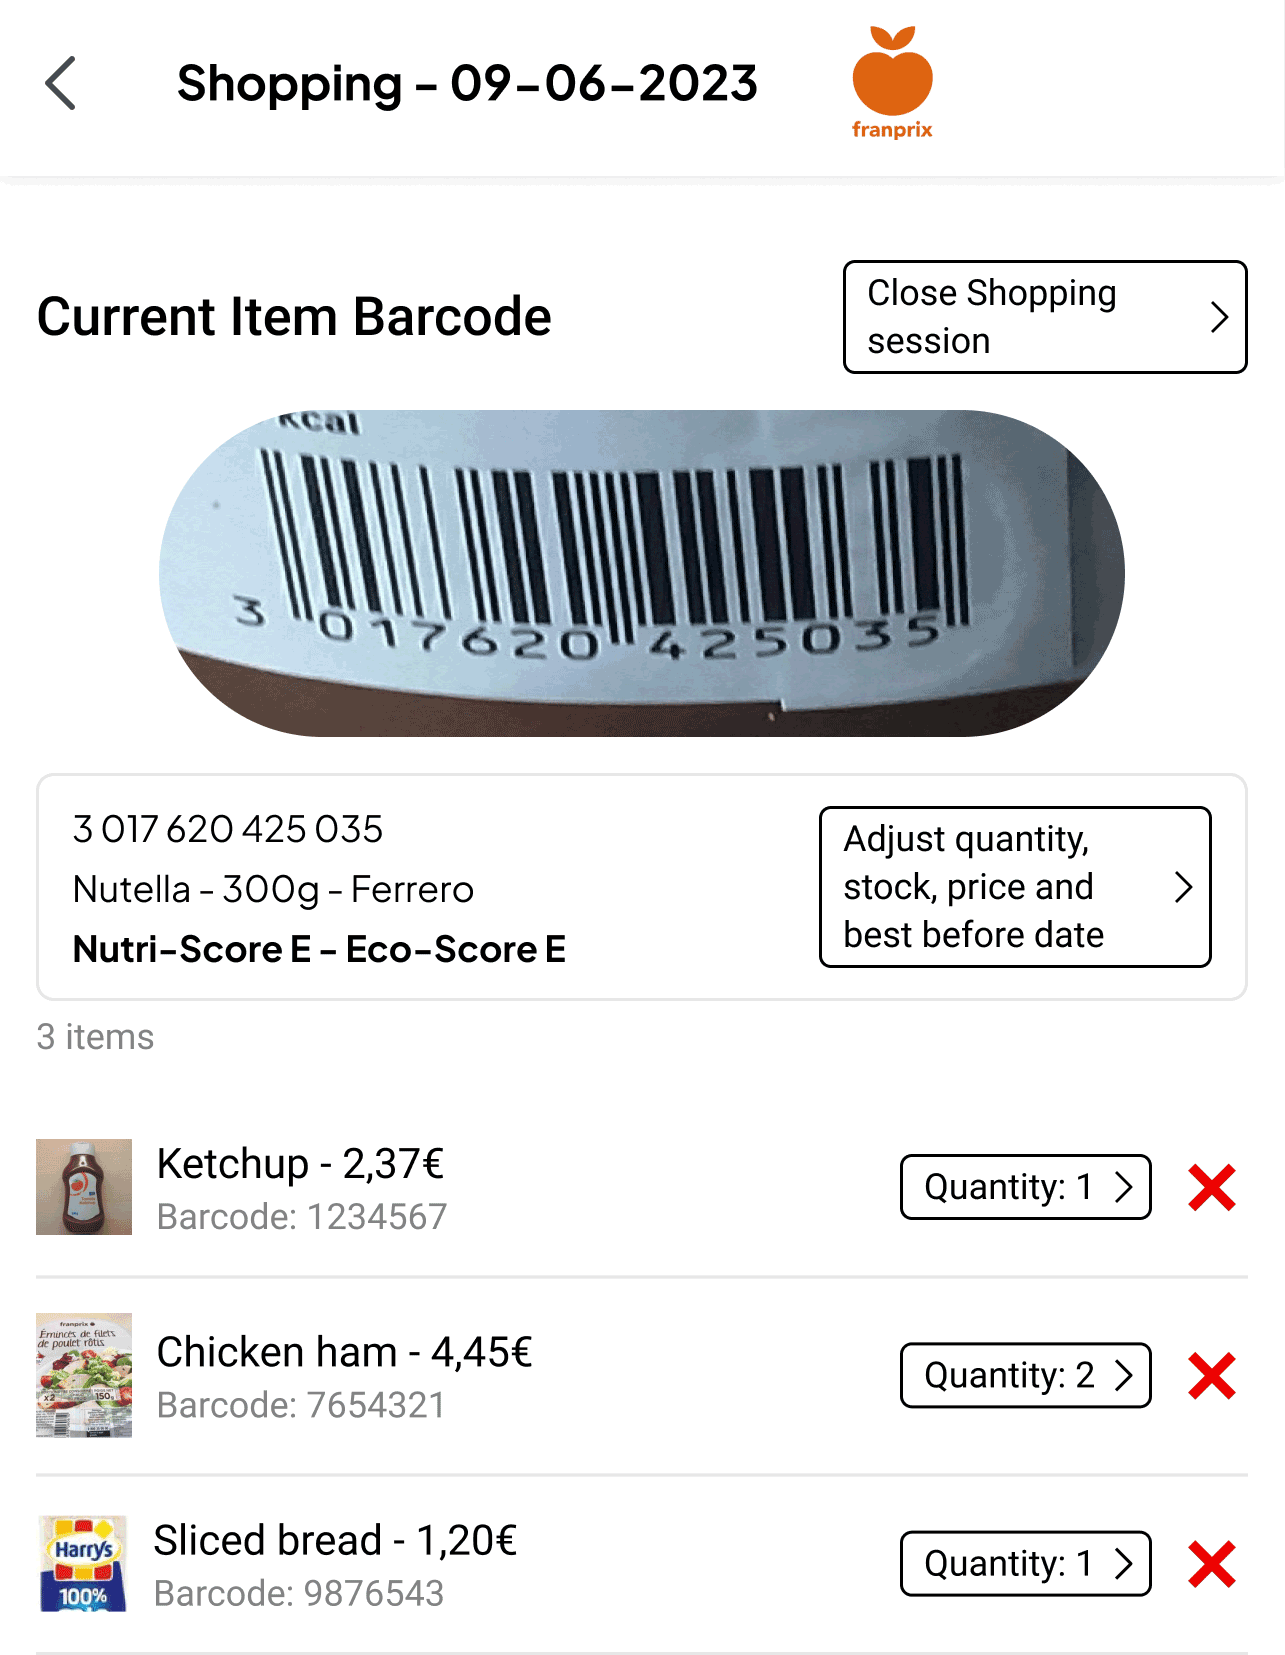 Shopping - 09-06-2023
franprix
Current Item Barcode
Close Shopping
session
kcal
3 017620 425035
3 017 620 425 035
Nutella - 300g - Ferrero
Nutri-Score E - Eco-Score E
Adjust quantity,
stock, price and
best before date
3 items
Ketchup - 2,37€
Barcode: 1234567
Quantity: 1
franprix
Émincés de filets
de poulet rôtis
x2
150g
Chicken ham - 4,45€
Barcode: 7654321
Quantity: 2
Harrys
100%
Sliced bread - 1,20€
Barcode: 9876543
Quantity: 1